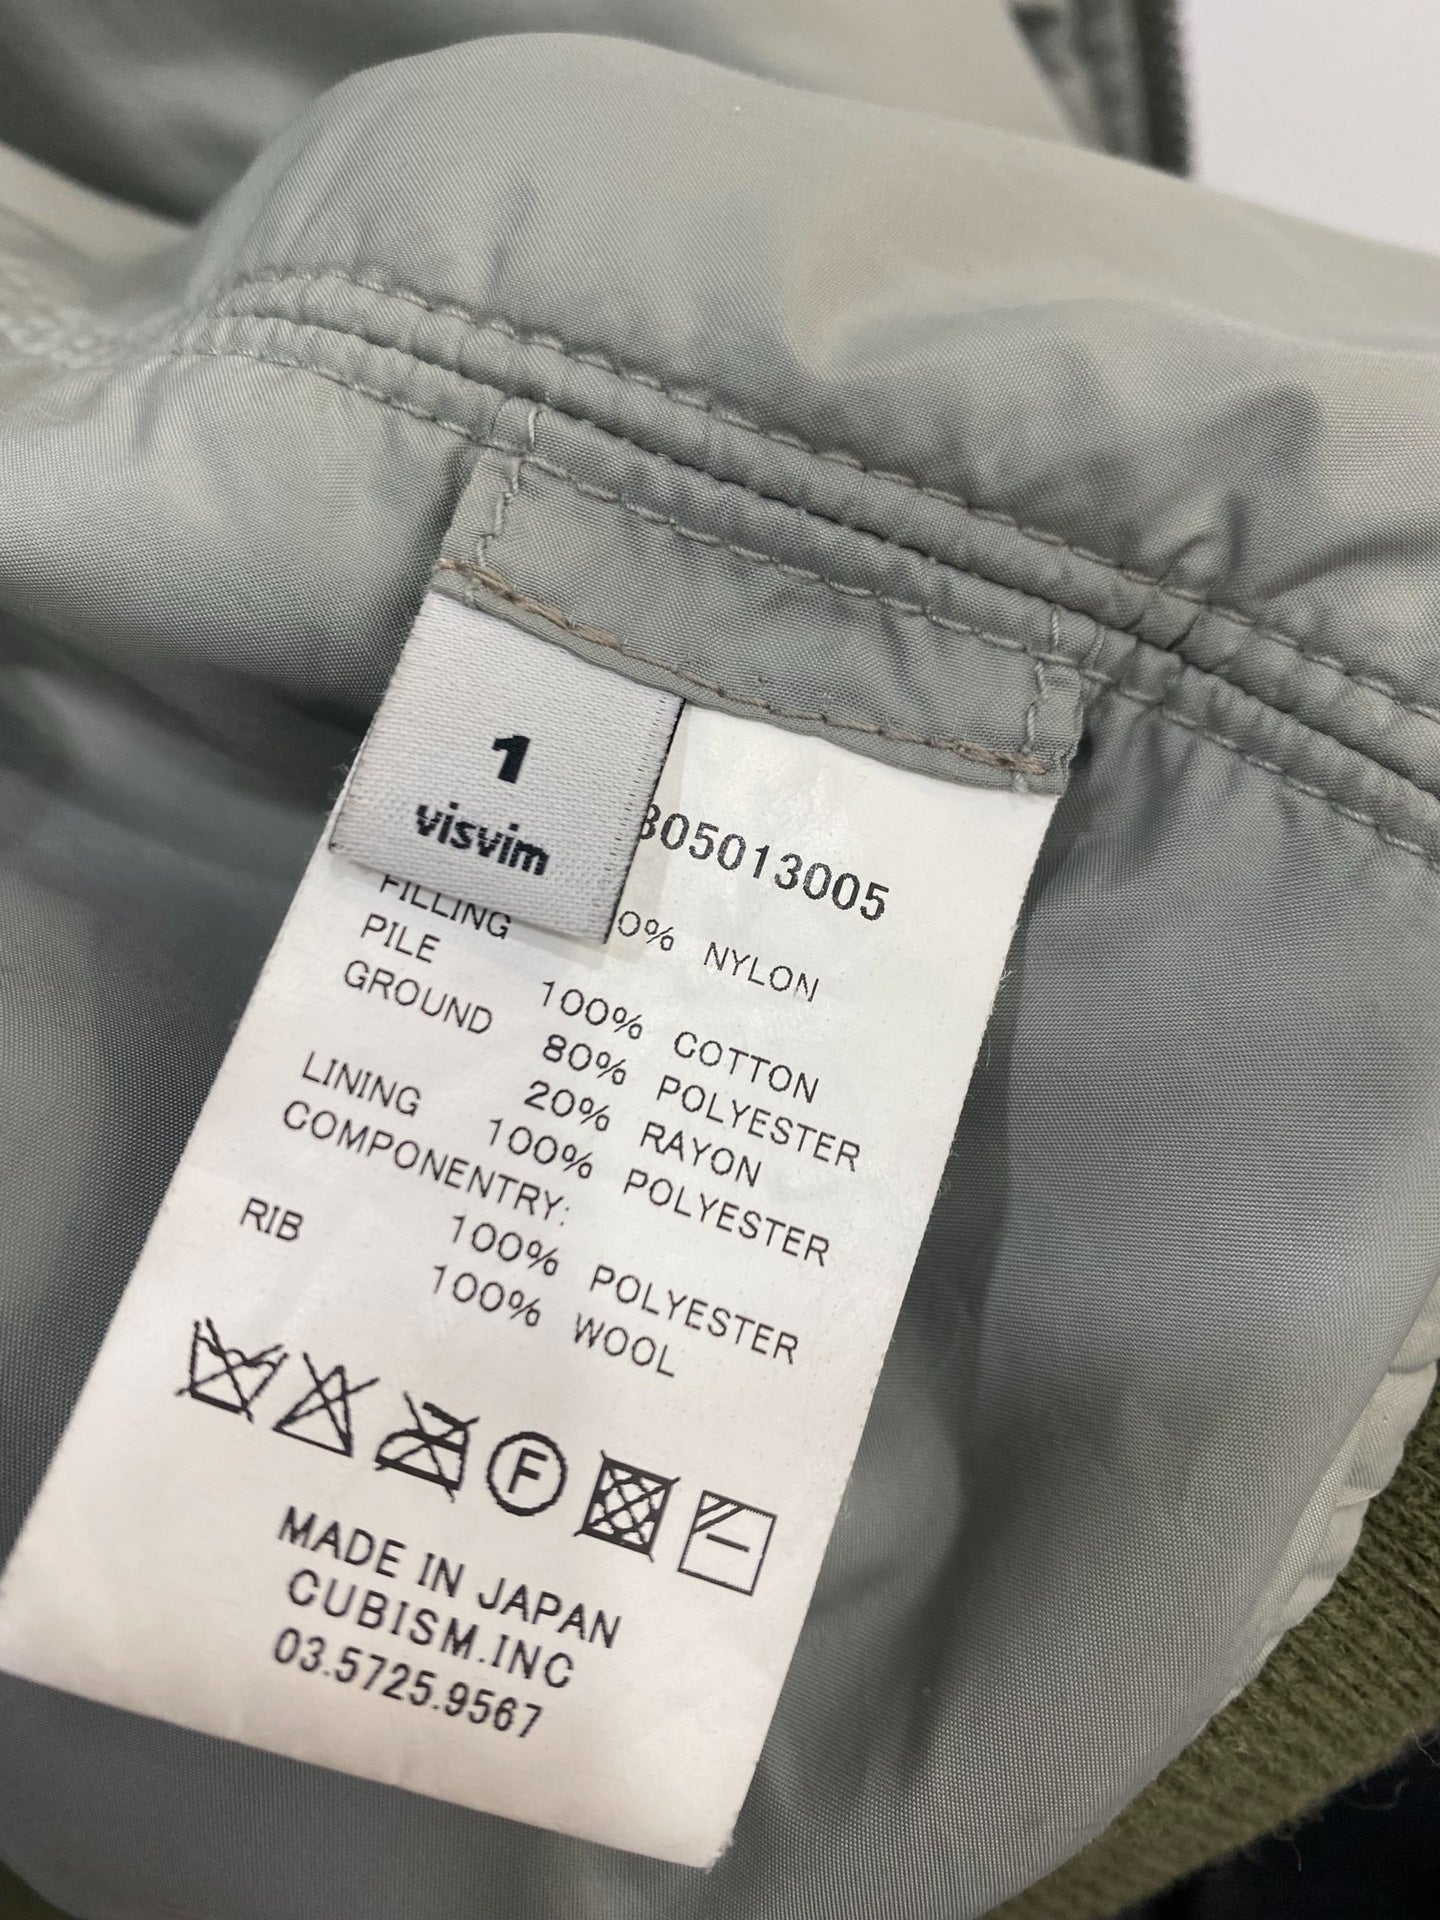 1
visvim
305013005
0% NYLON
FILLING
100% COTTON
PILE
80% POLYESTER
GROUND
20% RAYON
100% POLYESTER
LINING
COMPONENTRY:
100% POLYESTER
RIB
100% WOOL
F
MADE IN JAPAN
CUBISM.INC
03.5725.9567